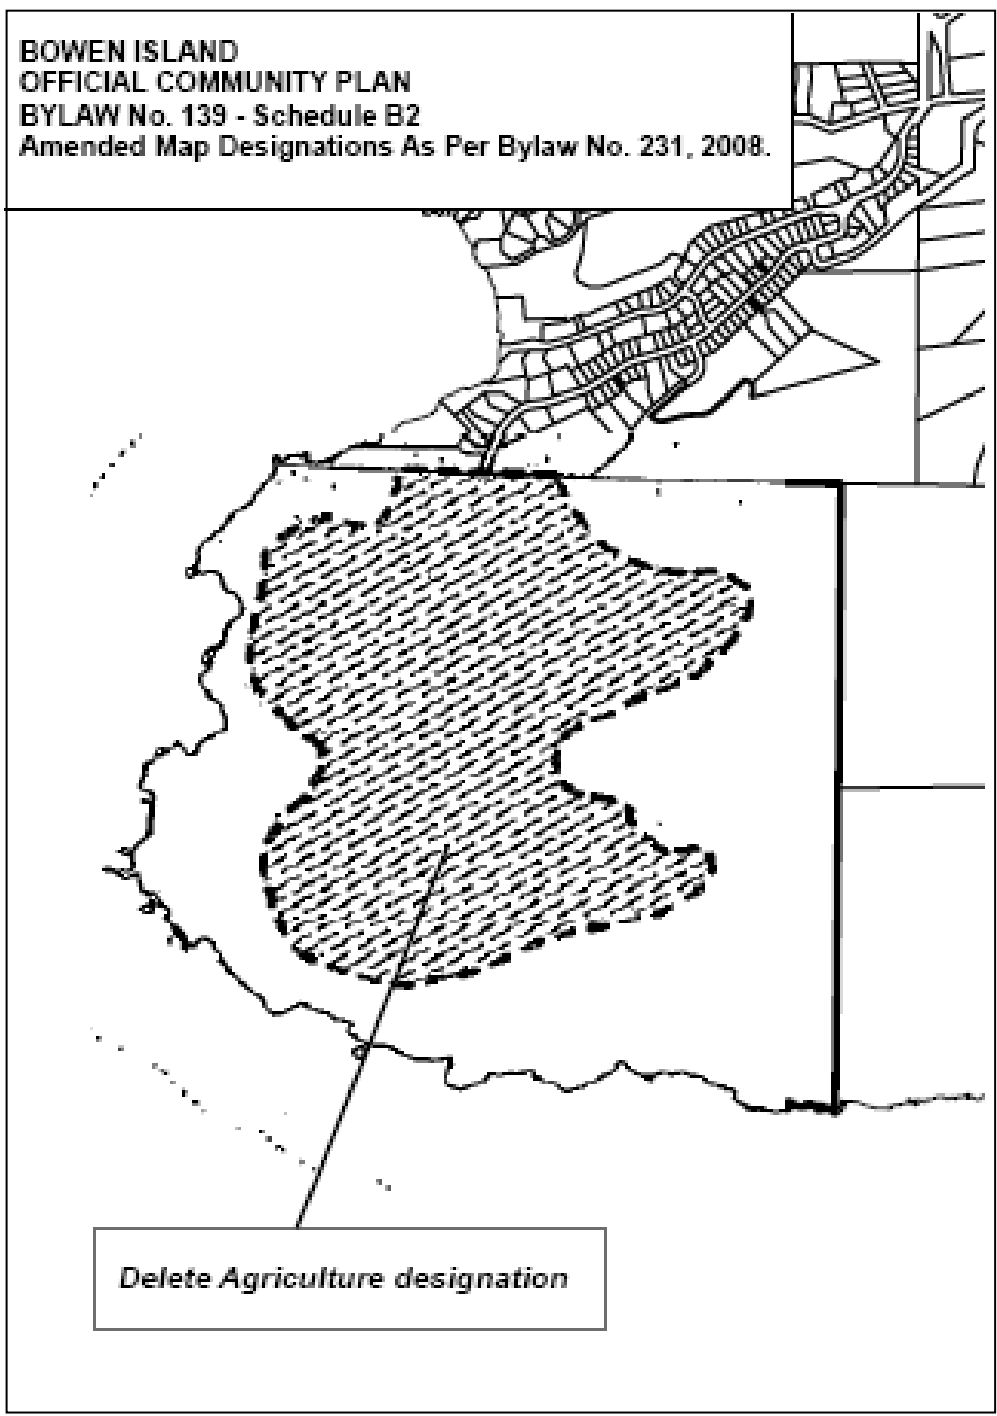 BOWEN ISLAND
OFFICIAL COMMUNITY PLAN
BYLAW No. 139 - Schedule B2
Amended Map Designations As Per Bylaw No. 231, 2008.
Delete Agriculture designation